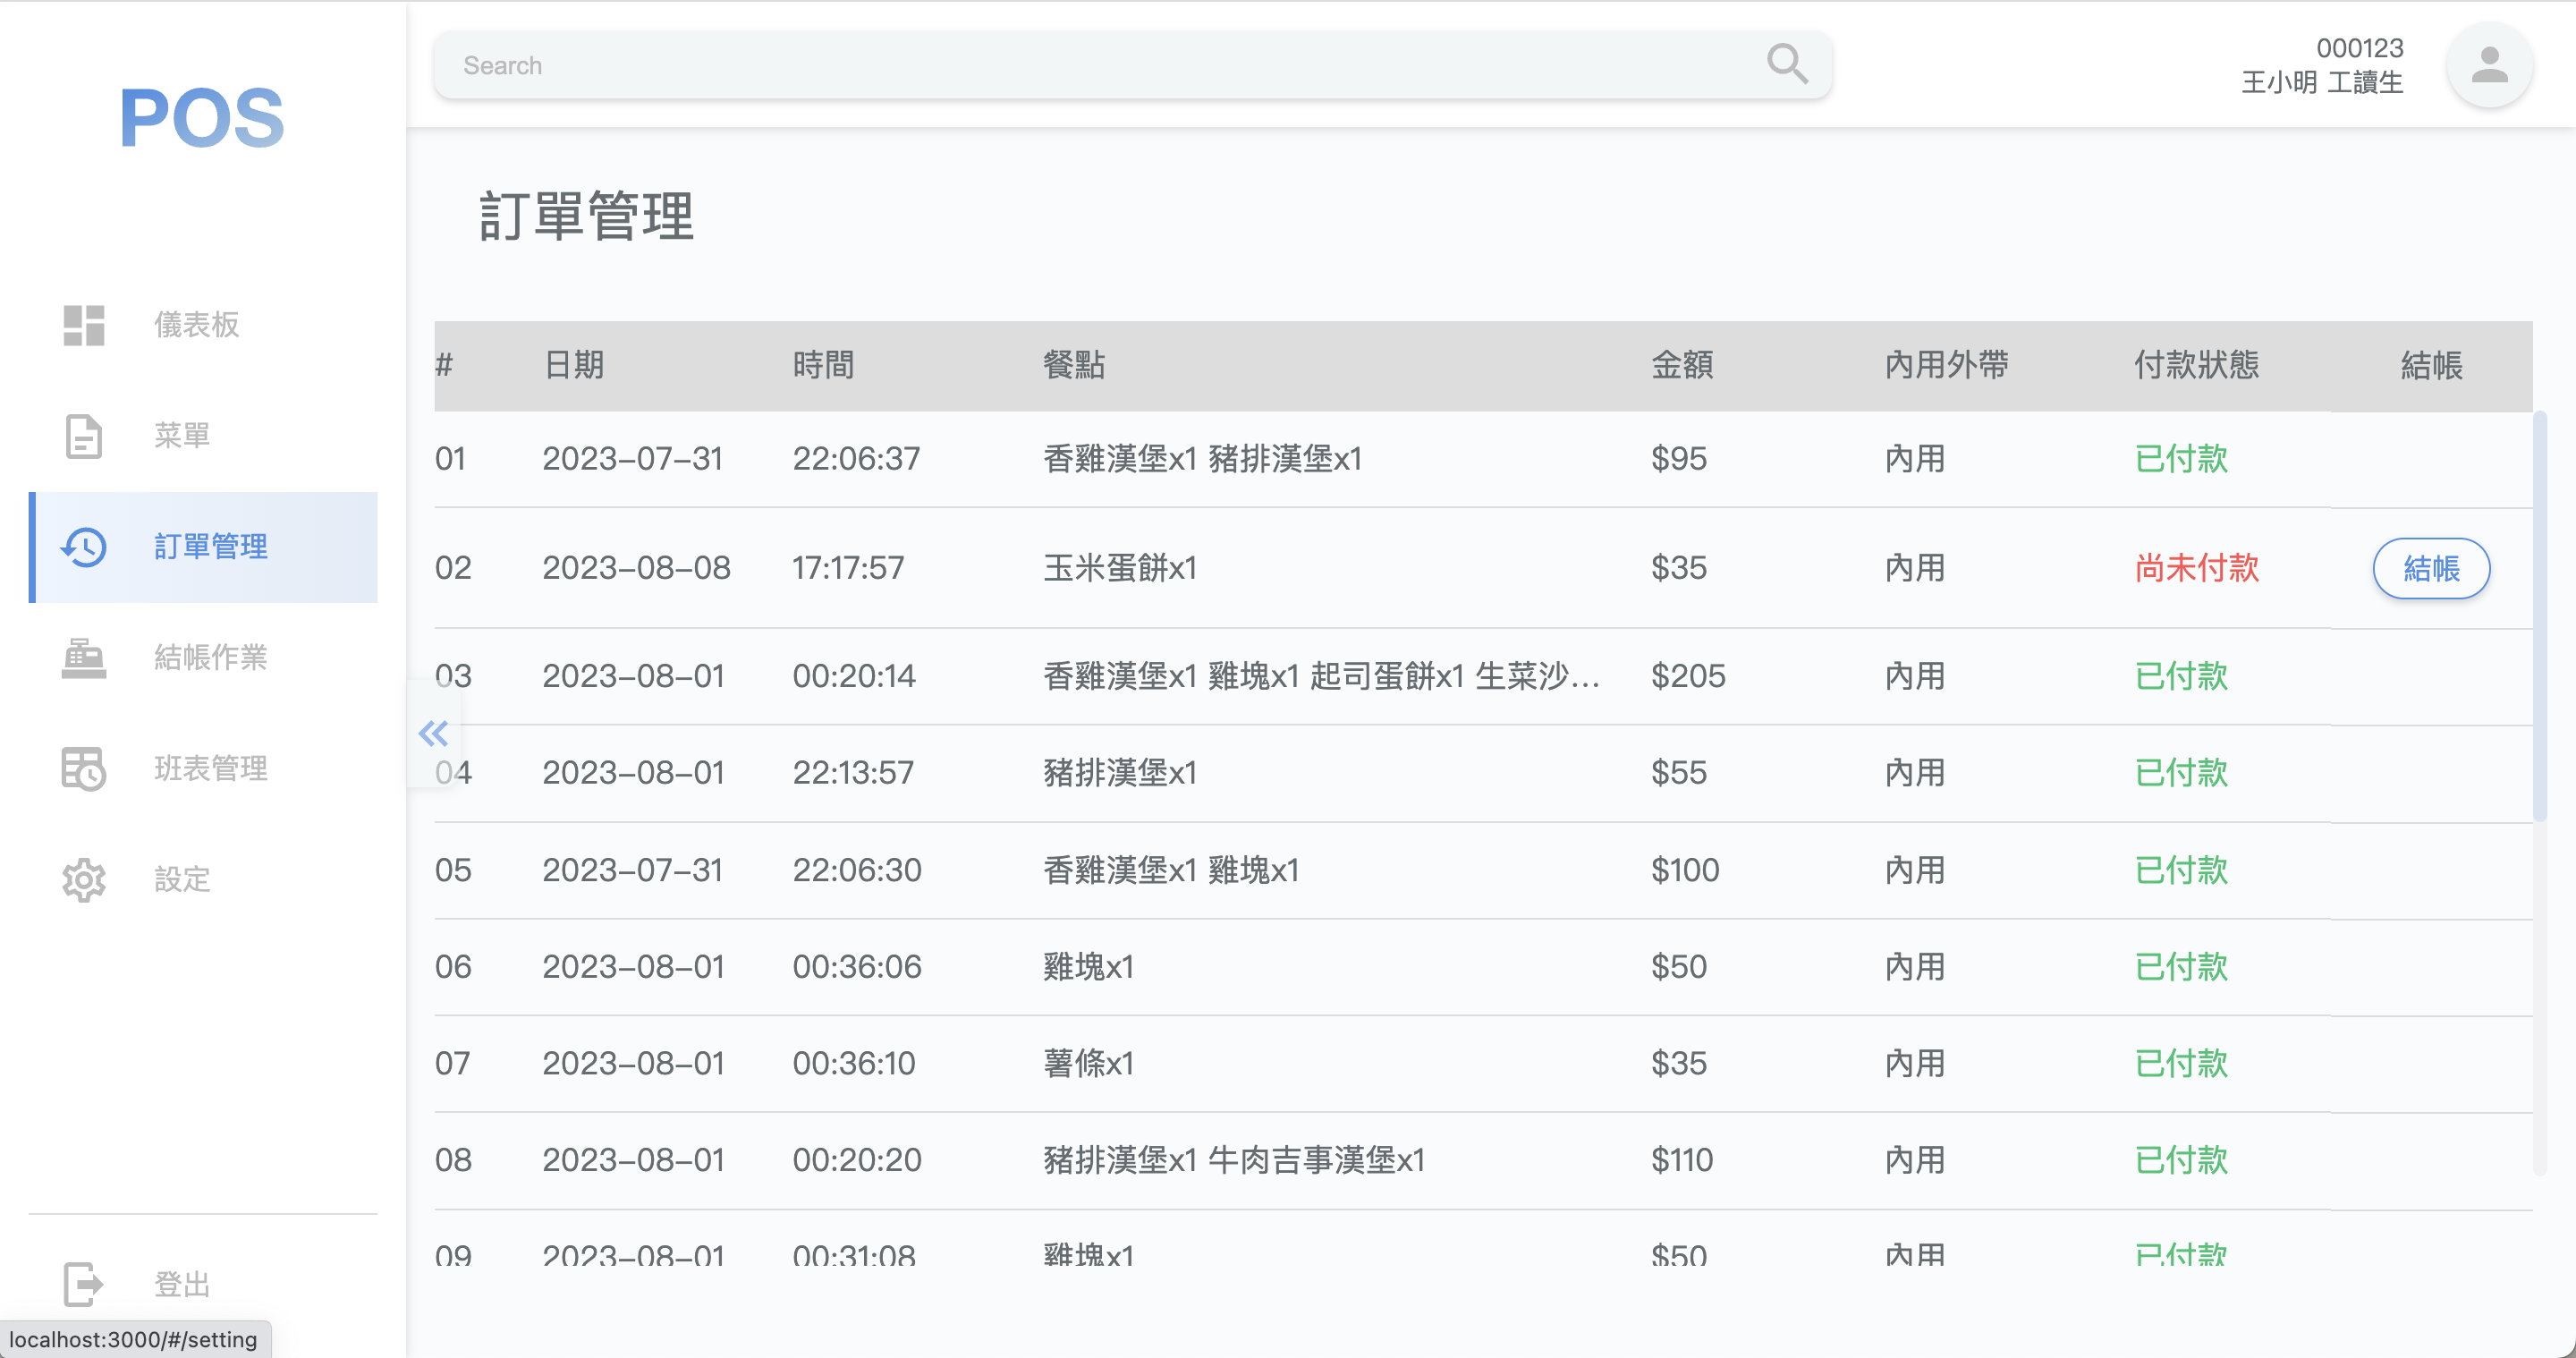 POS
儀表板
菜單
訂單管理
結帳作業
班表管理
設定
登出
localhost:3000/#/setting
Search
000123
王小明 工讀生
訂單管理
# 日期 時間 餐點 金額 內用外帶 付款狀態 結帳
01 2023-07-31 22:06:37 香雞漢堡x1 豬排漢堡x1 $95 內用 已付款
02 2023-08-08 17:17:57 玉米蛋餅x1 $35 內用 尚未付款 結帳
03 2023-08-01 00:20:14 香雞漢堡x1 雞塊x1 起司蛋餅x1 生菜沙... $205 內用 已付款
04 2023-08-01 22:13:57 豬排漢堡x1 $55 內用 已付款
05 2023-07-31 22:06:30 香雞漢堡x1 雞塊x1 $100 內用 已付款
06 2023-08-01 00:36:06 雞塊x1 $50 內用 已付款
07 2023-08-01 00:36:10 薯條x1 $35 內用 已付款
08 2023-08-01 00:20:20 豬排漢堡x1 牛肉吉事漢堡x1 $110 內用 已付款
09 2023-08-01 00:31:08 雞塊x1 $50 內用 已付款